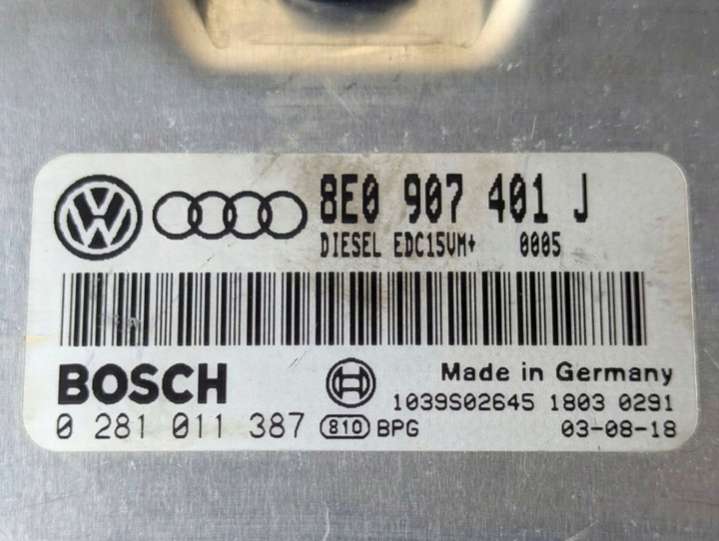 8E0 907 401 J
DIESEL EDC15VM+ 0005
BOSCH
Made in Germany
1039S02645 1803 0291
0 281 011 387 810 BPG 03-08-18